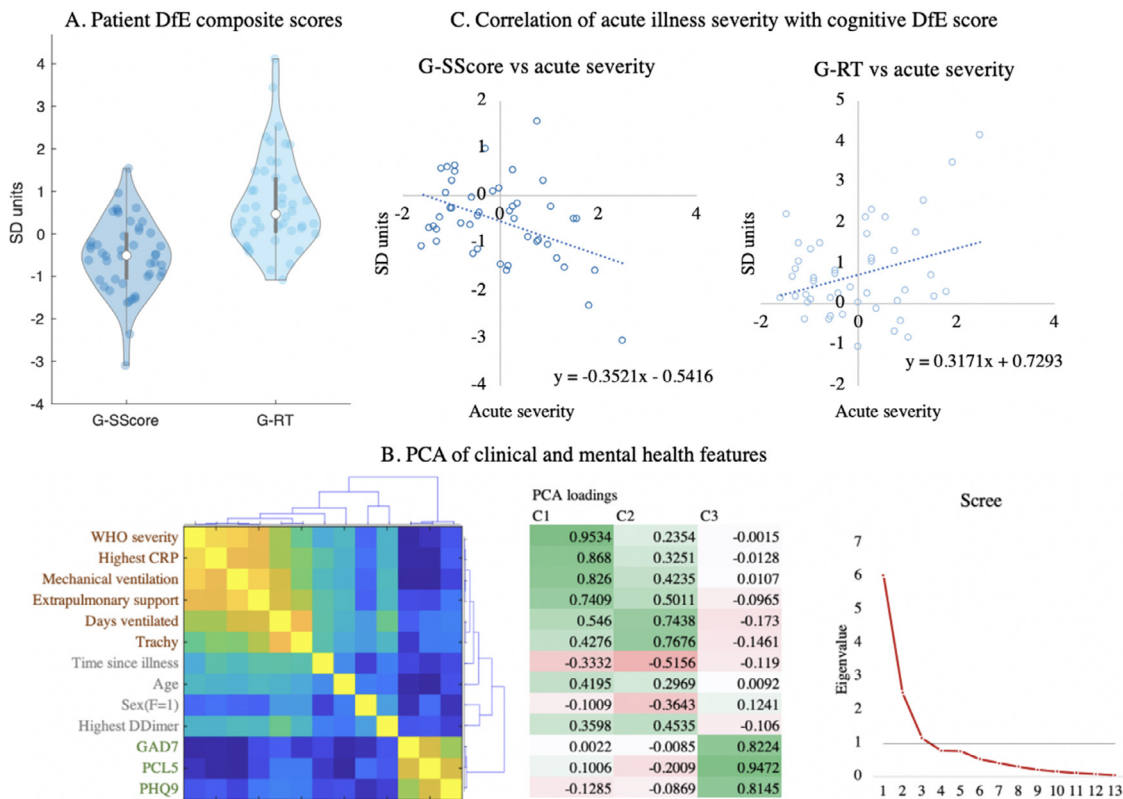 A. Patient DfE composite scores
4
3
2
1
0
-1
-2
-3
-4
SD units
G-SScore G-RT
C. Correlation of acute illness severity with cognitive DfE score
G-SScore vs acute severity
2
1
0
-1
-2
-3
-4
-2 0 2 4
SD units
y = -0.3521x - 0.5416
Acute severity
G-RT vs acute severity
5
4
3
2
1
0
-1
-2
-2 0 2 4
SD units
y = 0.3171x + 0.7293
Acute severity
B. PCA of clinical and mental health features
WHO severity
Highest CRP
Mechanical ventilation
Extrapulmonary support
Days ventilated
Trachy
Time since illness
Age
Sex(F=1)
Highest DDimer
GAD7
PCL5
PHQ9
PCA loadings
C1 C2 C3
0.9534 0.2354 -0.0015
0.868 0.3251 -0.0128
0.826 0.4235 0.0107
0.7409 0.5011 -0.0965
0.546 0.7438 -0.173
0.4276 0.7676 -0.1461
-0.3332 -0.5156 -0.119
0.4195 0.2969 0.0092
-0.1009 -0.3643 0.1241
0.3598 0.4535 -0.106
0.0022 -0.0085 0.8224
0.1006 -0.2009 0.9472
-0.1285 -0.0869 0.8145
Scree
7
6
5
4
3
2
1
0
Eigenvalue
1 2 3 4 5 6 7 8 9 10 11 12 13